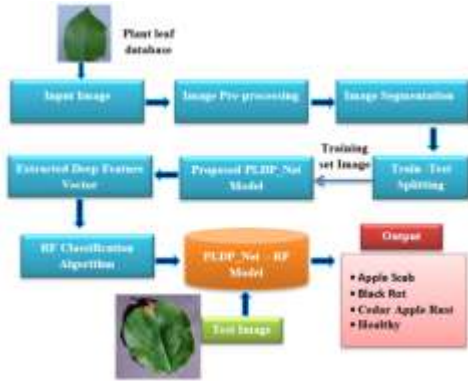 Plant leaf
database
Input Image
Image Pre-processing
Image Segmentation
Training
set Image
Train-Test
Splitting
Proposed PLDP_Net
Model
Extracted Deep Feature
Vector
RF Classification
Algorithm
PLDP_Net - RF
Model
Test Image
Output
• Apple Scab
• Black Rot
• Cedar Apple Rust
• Healthy